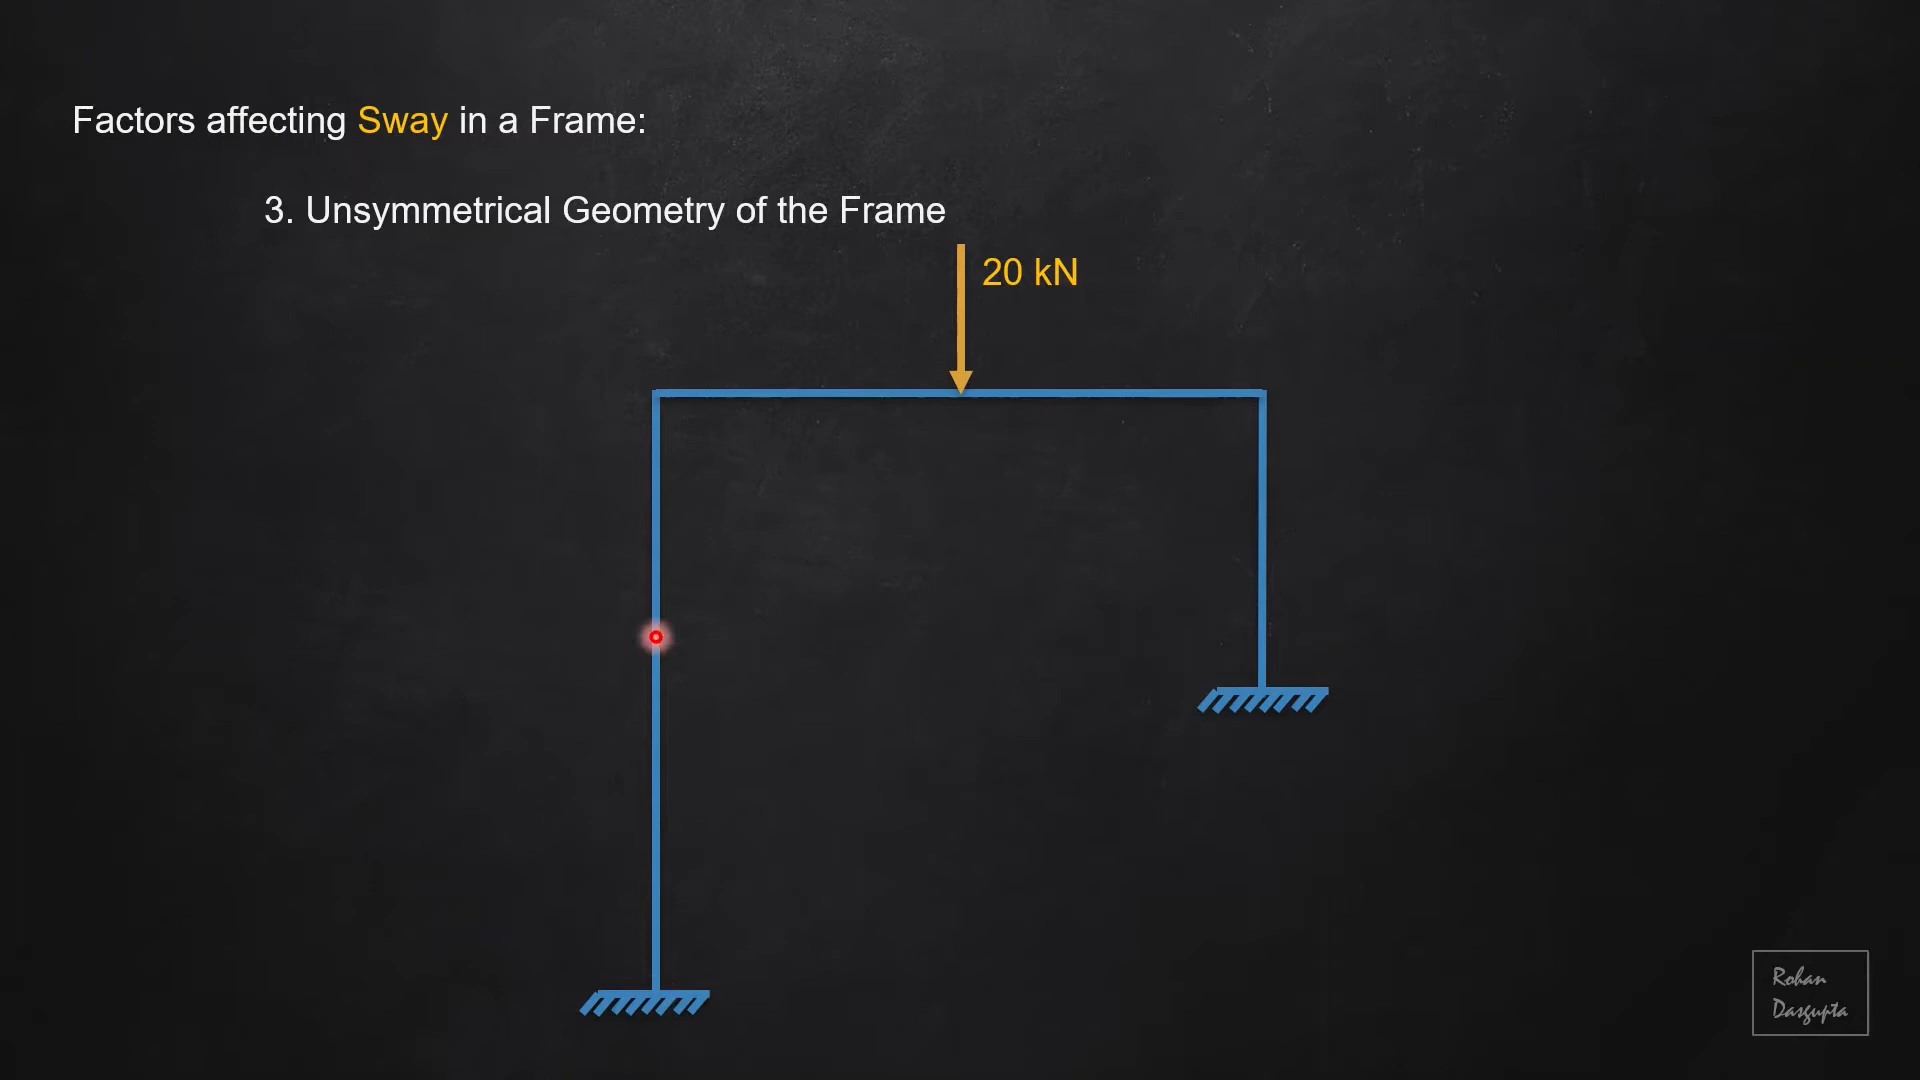 Factors affecting Sway in a Frame:
3. Unsymmetrical Geometry of the Frame
20 kN
Rohan
Dasgupta